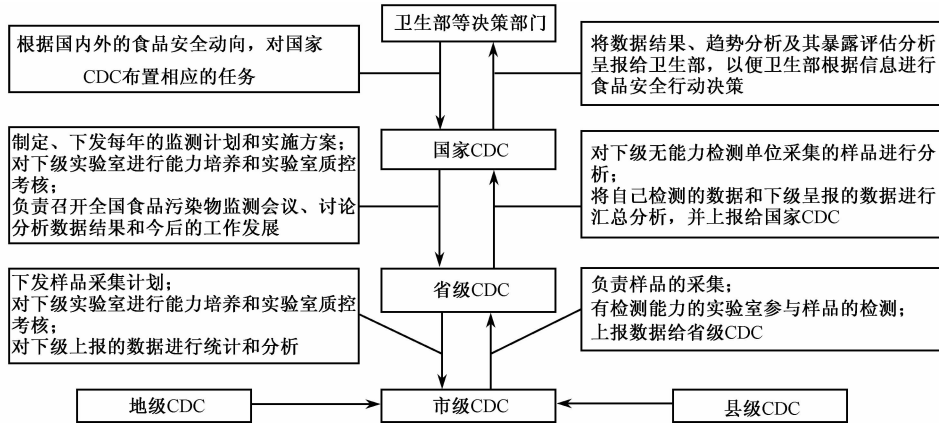 卫生部等决策部门
根据国内外的食品安全动向，对国家
CDC布置相应的任务
将数据结果、趋势分析及其暴露评估分析
呈报给卫生部，以便卫生部根据信息进行
食品安全行动决策
国家CDC
制定、下发每年的监测计划和实施方案；
对下级实验室进行能力培养和实验室质控
考核；
负责召开全国食品污染物监测会议、讨论
分析数据结果和今后的工作发展
对下级无能力检测单位采集的样品进行分
析；
将自己检测的数据和下级呈报的数据进行
汇总分析，并上报给国家CDC
省级CDC
下发样品采集计划；
对下级实验室进行能力培养和实验室质控
考核；
对下级上报的数据进行统计和分析
负责样品的采集；
有检测能力的实验室参与样品的检测；
上报数据给省级CDC
地级CDC
市级CDC
县级CDC